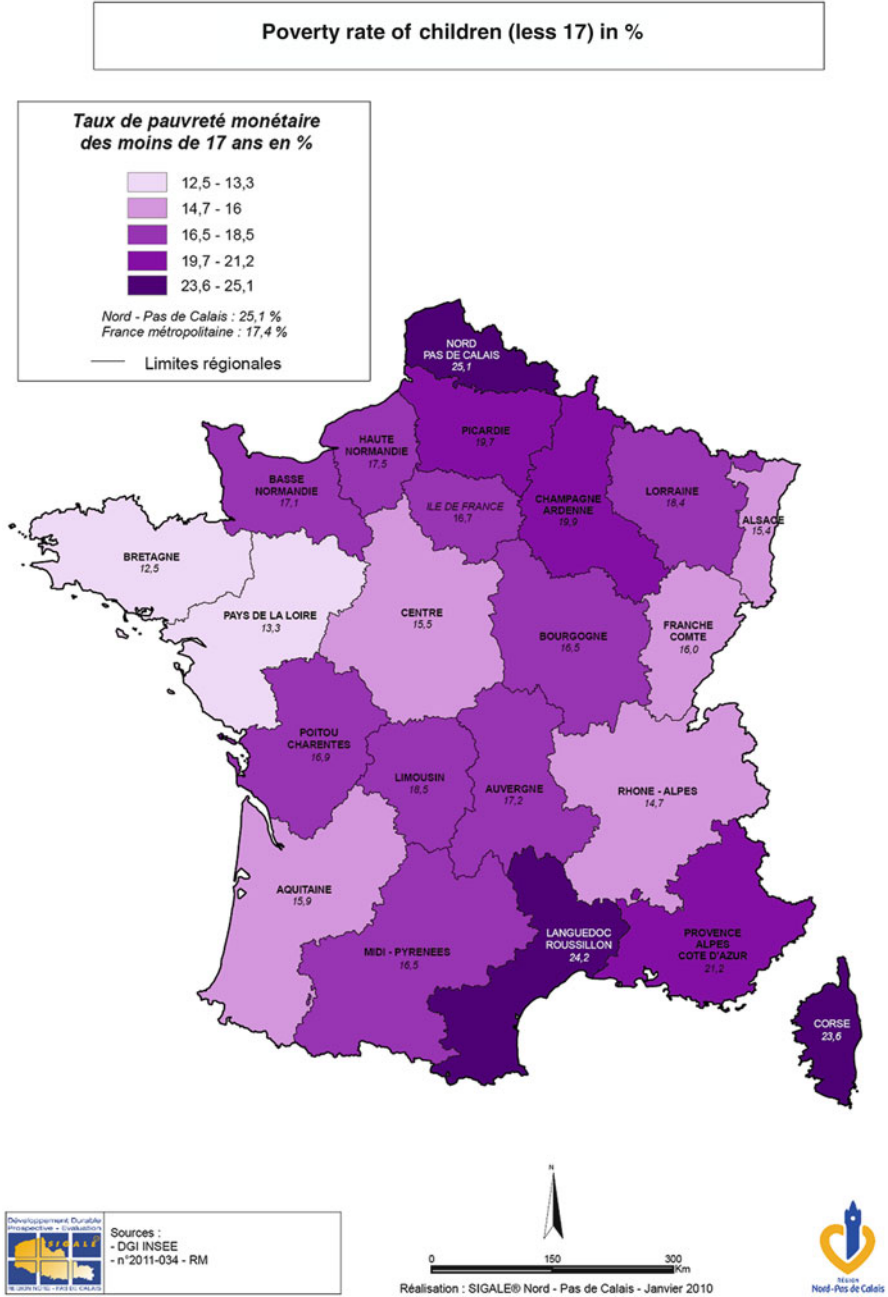 Poverty rate of children (less 17) in %
Taux de pauvreté monétaire
des moins de 17 ans en %
12,5 - 13,3
14,7 - 16
16,5 - 18,5
19,7 - 21,2
23,6 - 25,1
Nord - Pas de Calais : 25,1 %
France métropolitaine : 17,4 %
Limites régionales
NORD
PAS DE CALAIS
25,1
PICARDIE
19,7
HAUTE
NORMANDIE
17,5
BASSE
NORMANDIE
17,1
ILE DE FRANCE
16,7
CHAMPAGNE
ARDENNE
19,9
LORRAINE
18,4
ALSACE
15,4
BRETAGNE
12,5
PAYS DE LA LOIRE
13,3
CENTRE
15,5
BOURGOGNE
16,5
FRANCHE
COMTE
16,0
POITOU
CHARENTES
16,9
LIMOUSIN
18,5
AUVERGNE
17,2
RHONE - ALPES
14,7
AQUITAINE
15,9
MIDI - PYRENEES
16,5
LANGUEDOC
ROUSSILLON
24,2
PROVENCE
ALPES
COTE D'AZUR
21,2
CORSE
23,6
N
Développement Durable
Prospective - Evaluation
SIGALE
REGION NORD - PAS DE CALAIS
Sources :
- DGI INSEE
- n°2011-034 - RM
0 150 300
Km
Réalisation : SIGALE® Nord - Pas de Calais - Janvier 2010
RÉGION
Nord-Pas de Calais